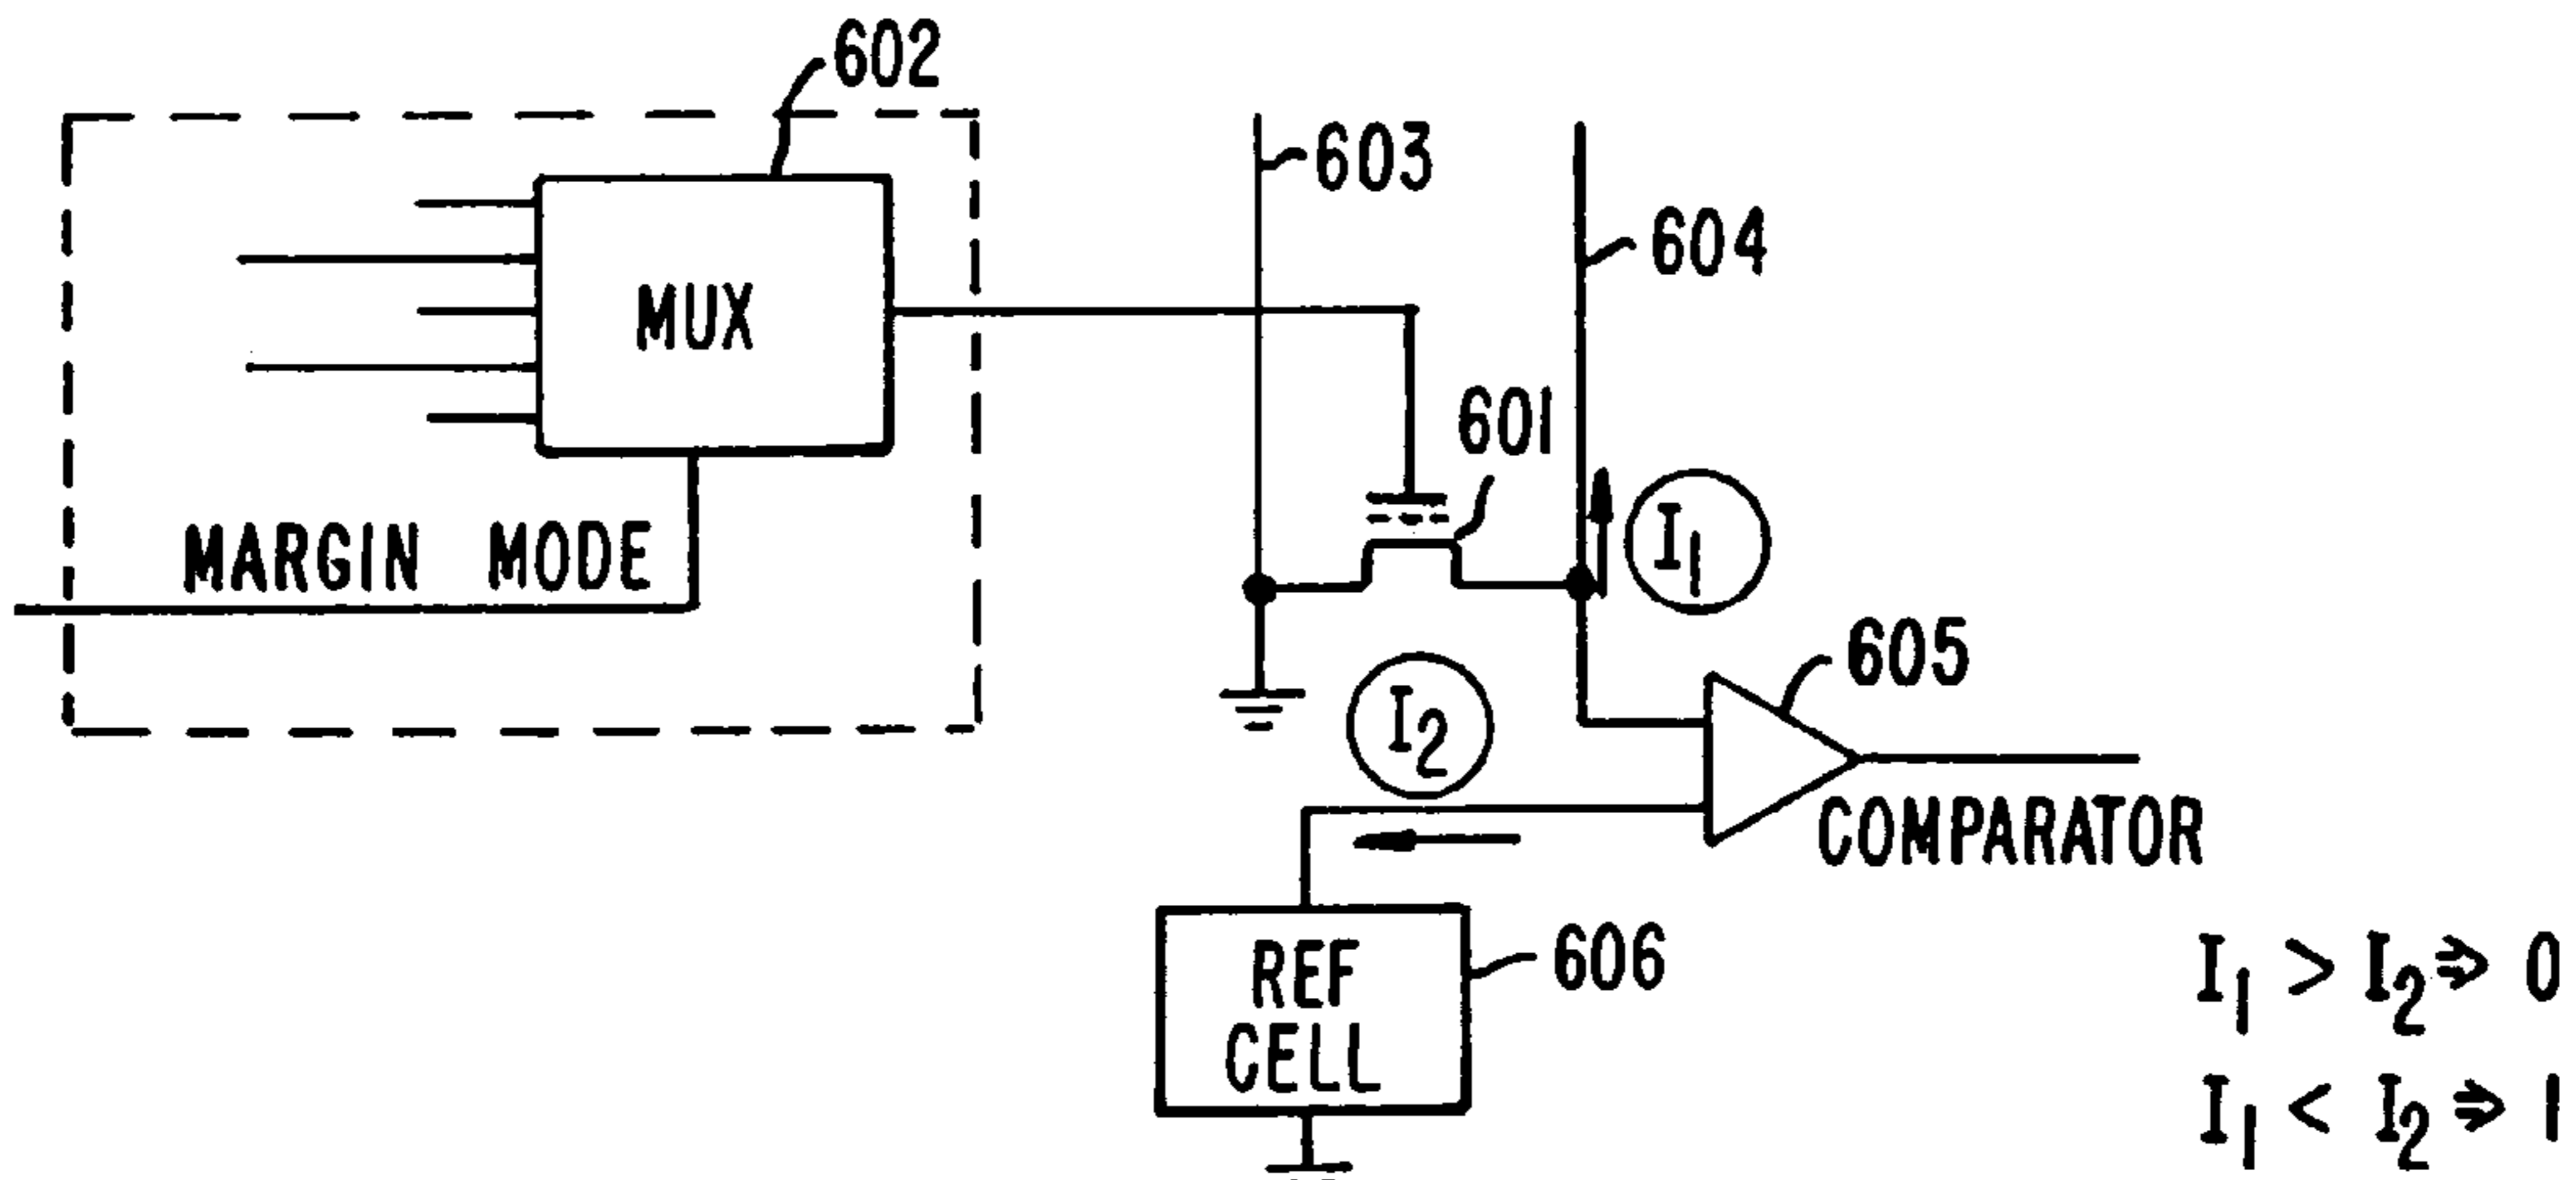 602
603
604
MUX
601
MARGIN MODE
I1
605
I2
COMPARATOR
REF
CELL
606
I1 > I2 ⇒ 0
I1 < I2 ⇒ 1